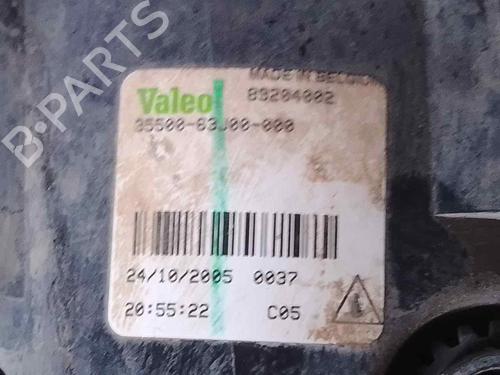 B-PARTS
MADE IN BELGIUM
Valeo
89204002
35500-63J00-000
24/10/2005 0037
20:55:22 C05